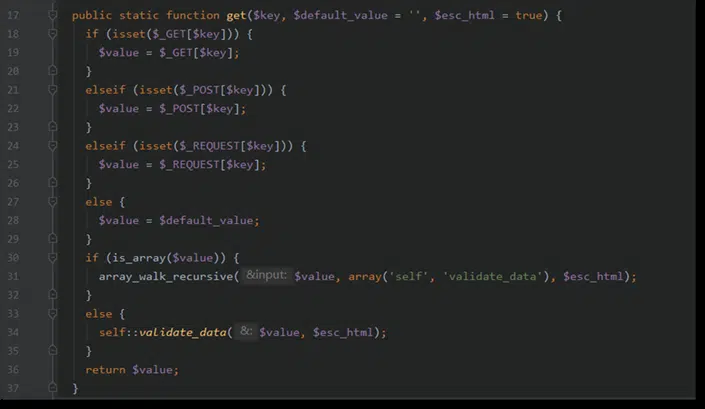 17 public static function get($key, $default_value = '', $esc_html = true) {
18 if (isset($_GET[$key])) {
19 $value = $_GET[$key];
20 }
21 elseif (isset($_POST[$key])) {
22 $value = $_POST[$key];
23 }
24 elseif (isset($_REQUEST[$key])) {
25 $value = $_REQUEST[$key];
26 }
27 else {
28 $value = $default_value;
29 }
30 if (is_array($value)) {
31 array_walk_recursive( &input: $value, array('self', 'validate_data'), $esc_html);
32 }
33 else {
34 self::validate_data( &: $value, $esc_html);
35 }
36 return $value;
37 }